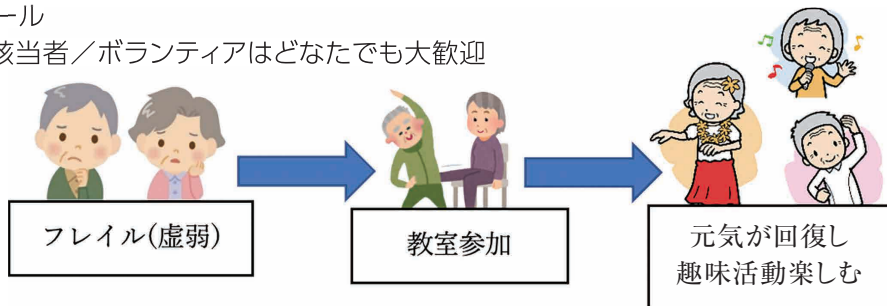 ール
該当者／ボランティアはどなたでも大歓迎
フレイル(虚弱)
教室参加
元気が回復し
趣味活動楽しむ